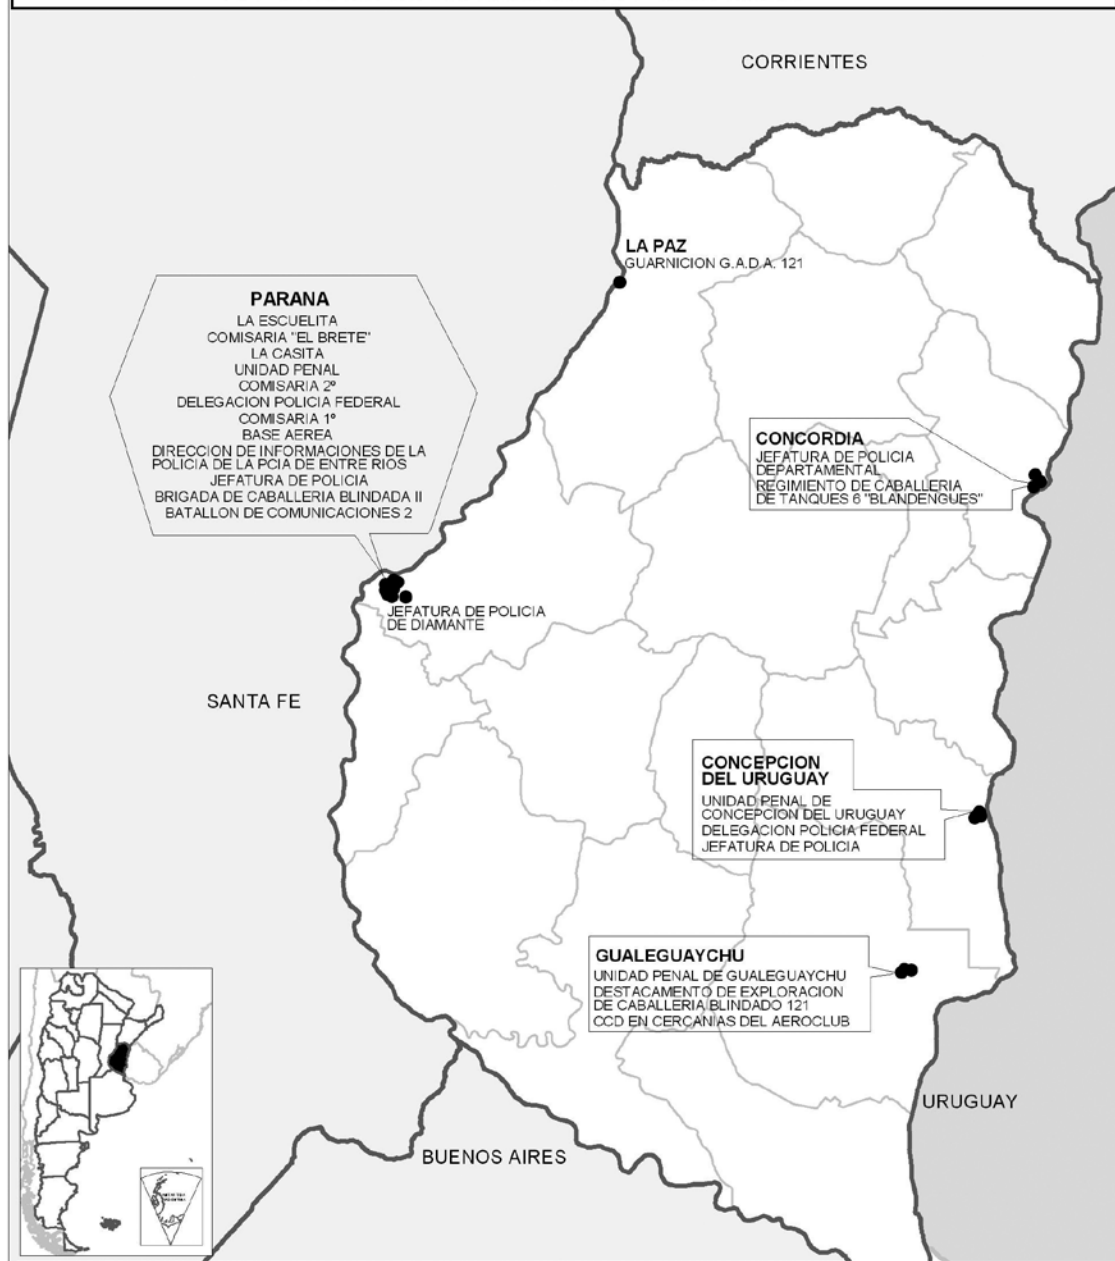 CORRIENTES
LA PAZ
GUARNICION G.A.D.A. 121
PARANA
LA ESCUELITA
COMISARIA "EL BRETE"
LA CASITA
UNIDAD PENAL
COMISARIA 2º
DELEGACION POLICIA FEDERAL
COMISARIA 1º
BASE AEREA
DIRECCION DE INFORMACIONES DE LA
POLICIA DE LA PCIA DE ENTRE RIOS
JEFATURA DE POLICIA
BRIGADA DE CABALLERIA BLINDADA II
BATALLON DE COMUNICACIONES 2
CONCORDIA
JEFATURA DE POLICIA
DEPARTAMENTAL
REGIMIENTO DE CABALLERIA
DE TANQUES 6 "BLANDENGUES"
JEFATURA DE POLICIA
DE DIAMANTE
SANTA FE
CONCEPCION
DEL URUGUAY
UNIDAD PENAL DE
CONCEPCION DEL URUGUAY
DELEGACION POLICIA FEDERAL
JEFATURA DE POLICIA
GUALEGUAYCHU
UNIDAD PENAL DE GUALEGUAYCHU
DESTACAMENTO DE EXPLORACION
DE CABALLERIA BLINDADO 121
CCD EN CERCANIAS DEL AEROCLUB
URUGUAY
BUENOS AIRES